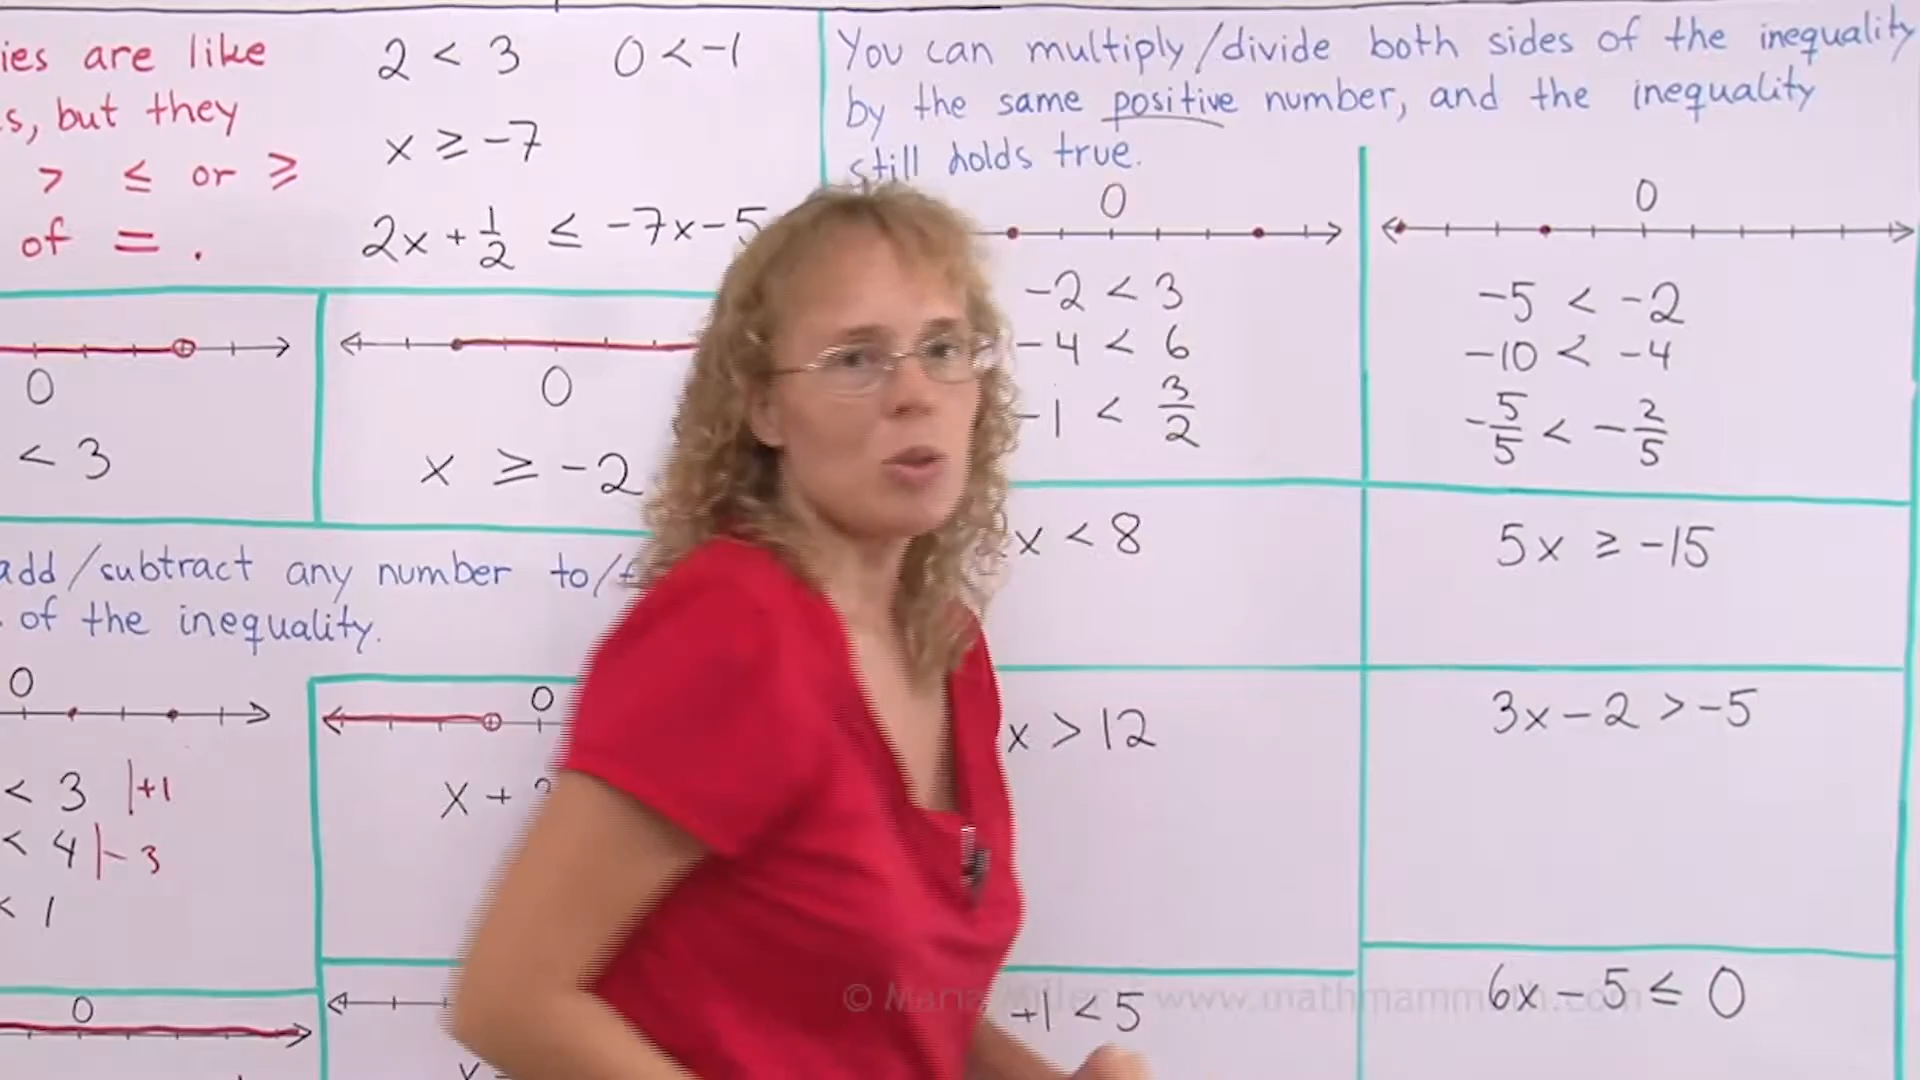 ies are like
s, but they
> ≤ or ≥
of = .
2 < 3 0 < -1
x ≥ -7
2x + 1/2 ≤ -7x - 5
You can multiply/divide both sides of the inequality
by the same positive number, and the inequality
still holds true.
0
-2 < 3
-4 < 6
-1 < 3/2
0
-5 < -2
-10 < -4
-5/5 < -2/5
0
< 3
0
x ≥ -2
x < 8
5x ≥ -15
add/subtract any number to/f
of the inequality.
0
< 3 |+1
< 4 |-3
< 1
0
x +
x > 12
3x - 2 > -5
0
+1 < 5
6x - 5 ≤ 0
© Maria Miller / www.mathmammoth.com